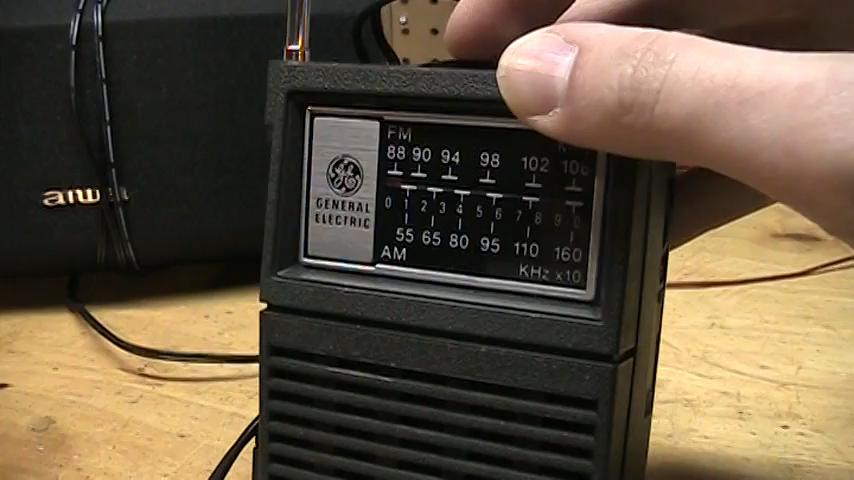 FM
88 90 94 98 102 106
0 1 2 3 4 5 6 7 8 9
55 65 80 95 110 160
AM
KHz x10
GE
GENERAL
ELECTRIC
aiwa